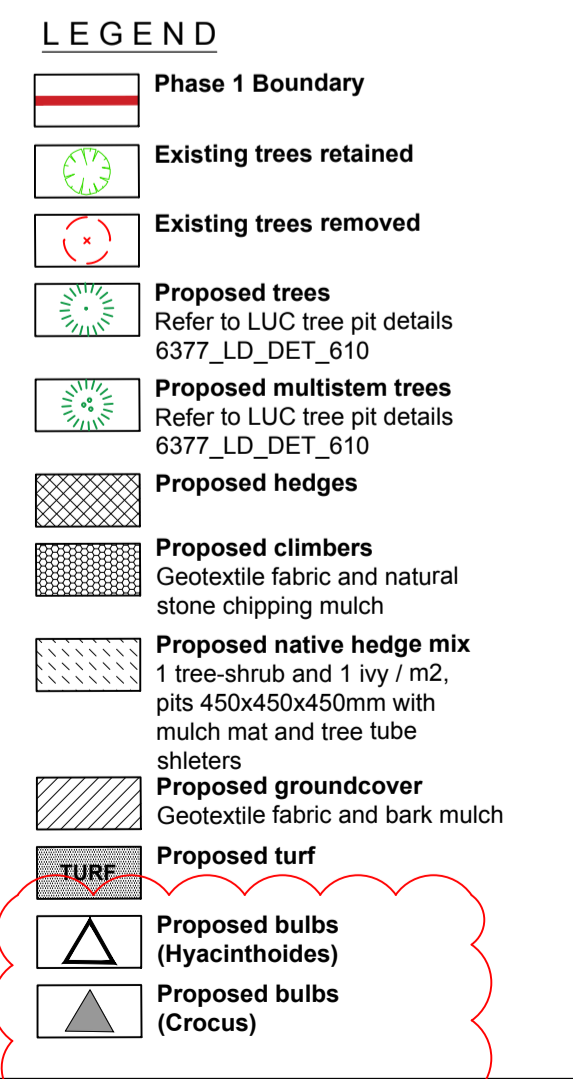 LEGEND
Phase 1 Boundary
Existing trees retained
Existing trees removed
Proposed trees
Refer to LUC tree pit details
6377_LD_DET_610
Proposed multistem trees
Refer to LUC tree pit details
6377_LD_DET_610
Proposed hedges
Proposed climbers
Geotextile fabric and natural
stone chipping mulch
Proposed native hedge mix
1 tree-shrub and 1 ivy / m2,
pits 450x450x450mm with
mulch mat and tree tube
shleters
Proposed groundcover
Geotextile fabric and bark mulch
Proposed turf
TURF
Proposed bulbs
(Hyacinthoides)
Proposed bulbs
(Crocus)